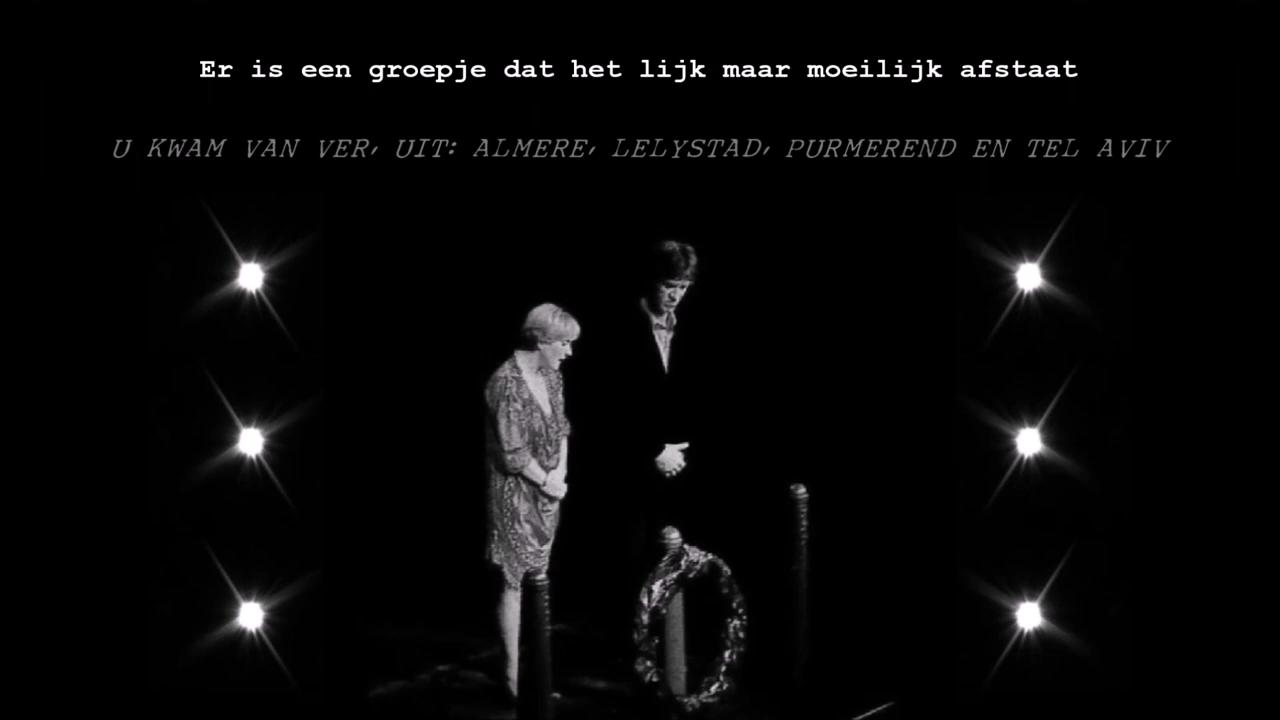 Er is een groepje dat het lijk maar moeilijk afstaat
U KWAM VAN VER, UIT: ALMERE, LELYSTAD, PURMEREND EN TEL AVIV